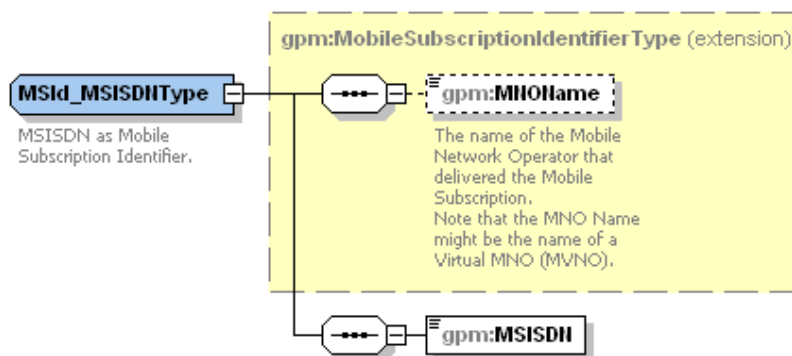 gpm:MobileSubscriptionIdentifierType (extension)
MSId_MSISDNType
MSISDN as Mobile
Subscription Identifier.
gpm:MNOName
The name of the Mobile
Network Operator that
delivered the Mobile
Subscription.
Note that the MNO Name
might be the name of a
Virtual MNO (MVNO).
gpm:MSISDN